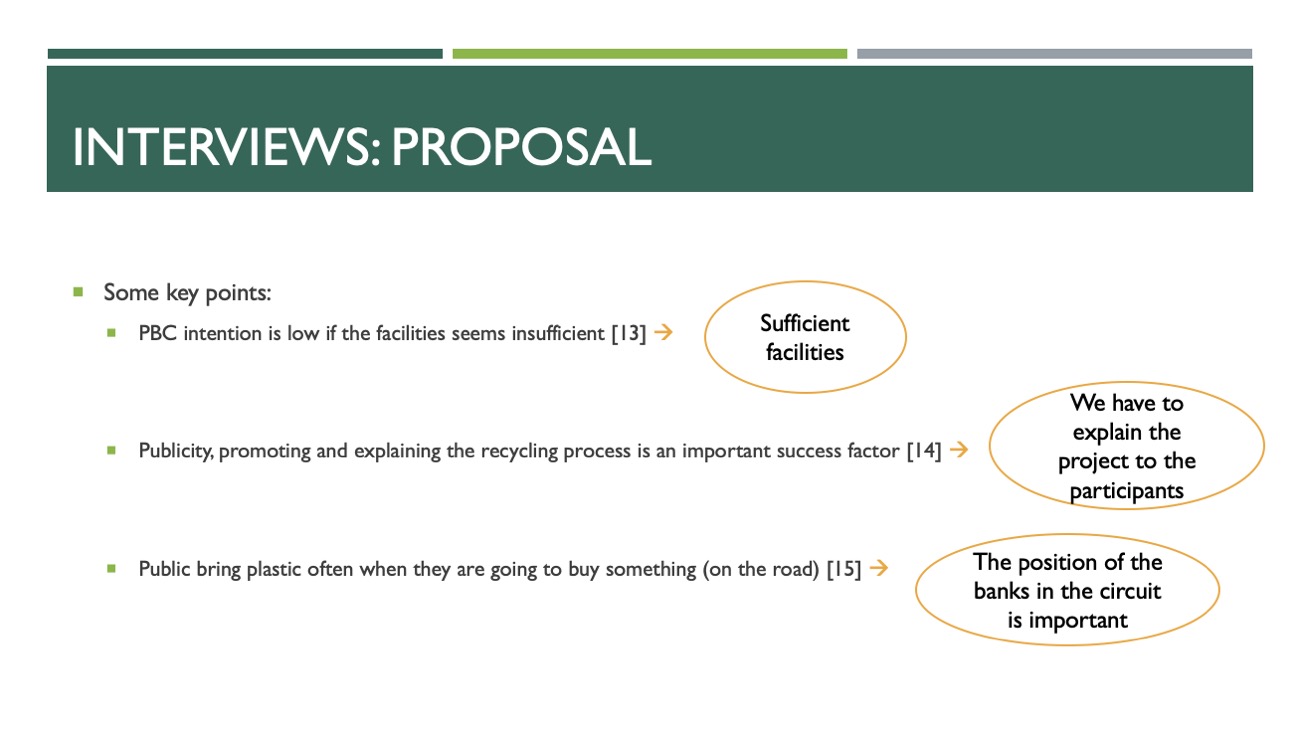 INTERVIEWS: PROPOSAL
Some key points:
PBC intention is low if the facilities seems insufficient [13] →
Sufficient
facilities
Publicity, promoting and explaining the recycling process is an important success factor [14] →
We have to
explain the
project to the
participants
Public bring plastic often when they are going to buy something (on the road) [15] →
The position of the
banks in the circuit
is important